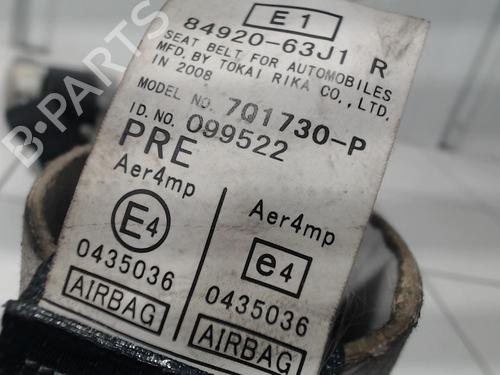 E1
84920-63J1 R
SEAT BELT FOR AUTOMOBILES
MFD. BY TOKAI RIKA CO., LTD.
IN 2008
MODEL NO. 7Q1730-P
ID. NO. 099522
PRE
Aer4mp
E4
0435036
AIRBAG
Aer4mp
e4
0435036
AIRBAG
B-PARTS